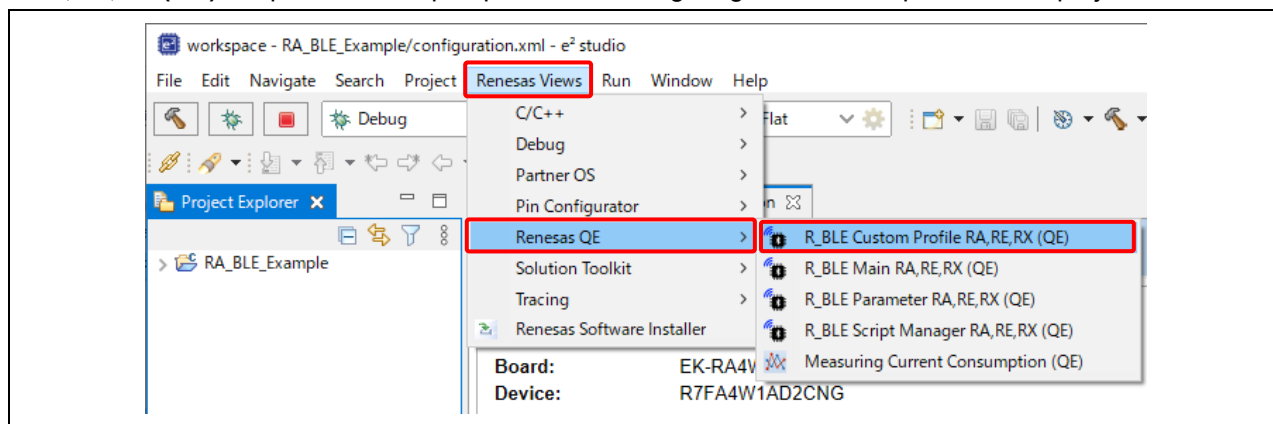 workspace - RA_BLE_Example/configuration.xml - e² studio
File Edit Navigate Search Project Renesas Views Run Window Help
Debug
C/C++
Flat
Debug
Partner OS
Project Explorer
Pin Configurator
Renesas QE
R_BLE Custom Profile RA,RE,RX (QE)
RA_BLE_Example
Solution Toolkit
R_BLE Main RA,RE,RX (QE)
Tracing
R_BLE Parameter RA,RE,RX (QE)
Renesas Software Installer
R_BLE Script Manager RA,RE,RX (QE)
Board:
EK-RA4W
Measuring Current Consumption (QE)
Device:
R7FA4W1AD2CNG